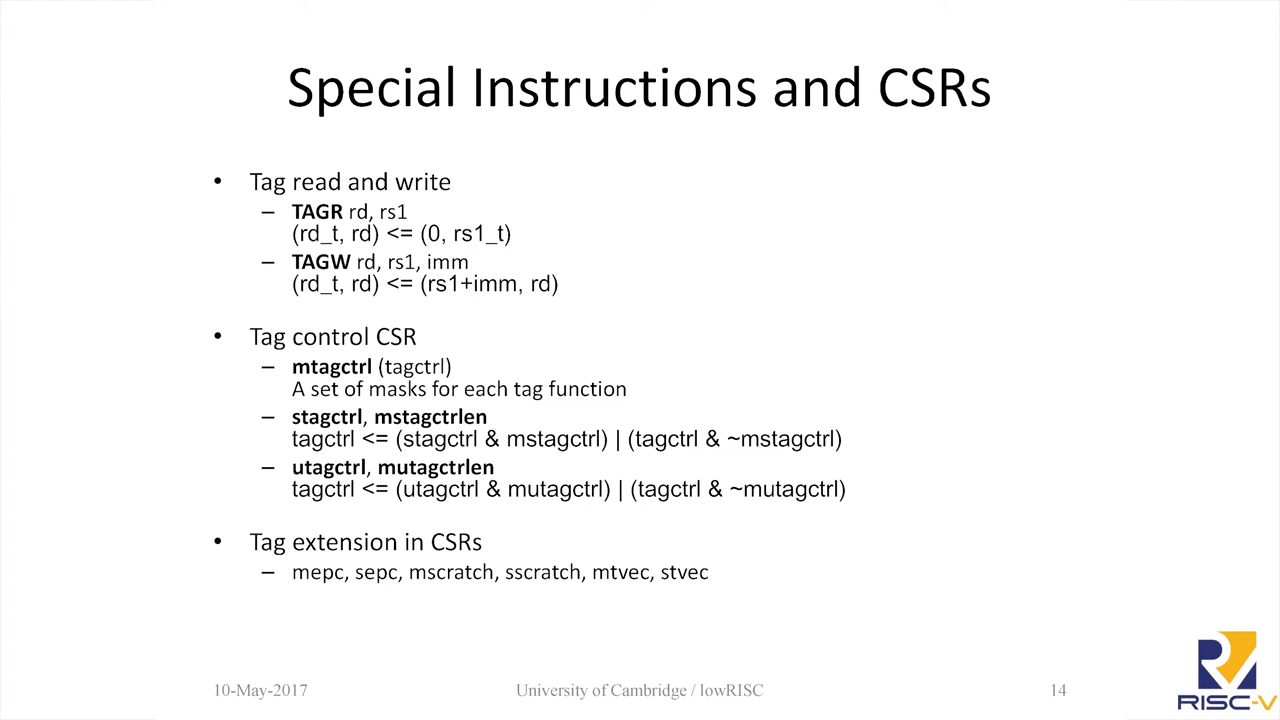 Special Instructions and CSRs
• Tag read and write
– TAGR rd, rs1
(rd_t, rd) <= (0, rs1_t)
– TAGW rd, rs1, imm
(rd_t, rd) <= (rs1+imm, rd)
• Tag control CSR
– mtagctrl (tagctrl)
A set of masks for each tag function
– stagctrl, mstagctrlen
tagctrl <= (stagctrl & mstagctrl) | (tagctrl & ~mstagctrl)
– utagctrl, mutagctrlen
tagctrl <= (utagctrl & mutagctrl) | (tagctrl & ~mutagctrl)
• Tag extension in CSRs
– mepc, sepc, mscratch, sscratch, mtvec, stvec
10-May-2017
University of Cambridge / lowRISC
14
RISC-V